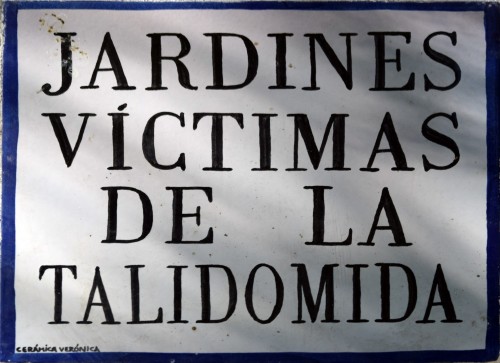 JARDINES
VÍCTIMAS
DE LA
TALIDOMIDA
CERÁMICA VERÓNICA